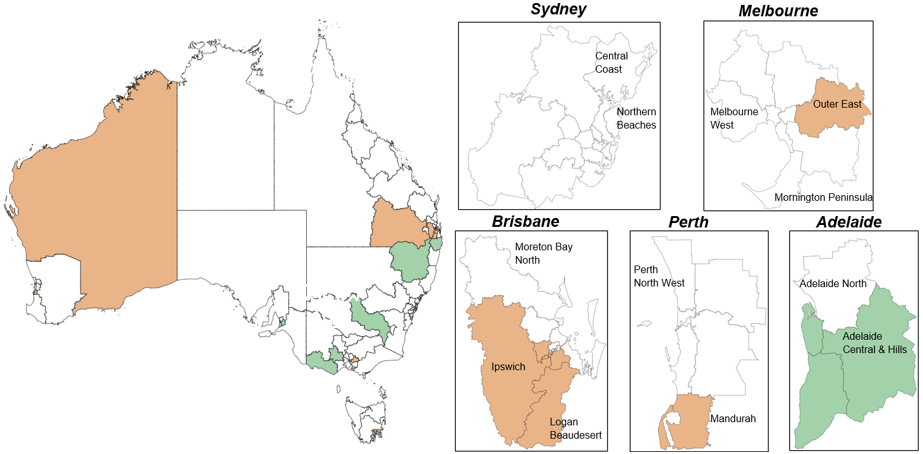 Sydney
Central
Coast
Northern
Beaches
Melbourne
Outer East
Melbourne
West
Mornington Peninsula
Brisbane
Moreton Bay
North
Ipswich
Logan
Beaudesert
Perth
Perth
North West
Mandurah
Adelaide
Adelaide North
Adelaide
Central & Hills